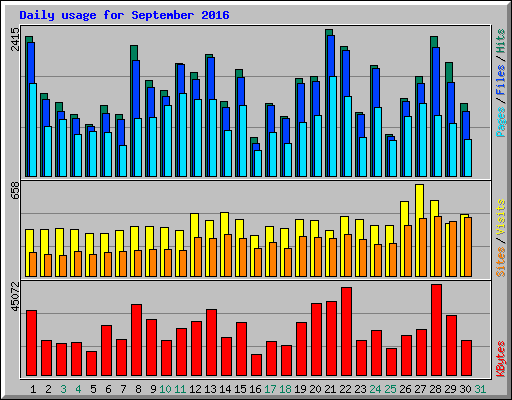 Daily usage for September 2016
2415
Pages / Files / Hits
658
Sites / Visits
45072
KBytes
1 2 3 4 5 6 7 8 9 10 11 12 13 14 15 16 17 18 19 20 21 22 23 24 25 26 27 28 29 30 31